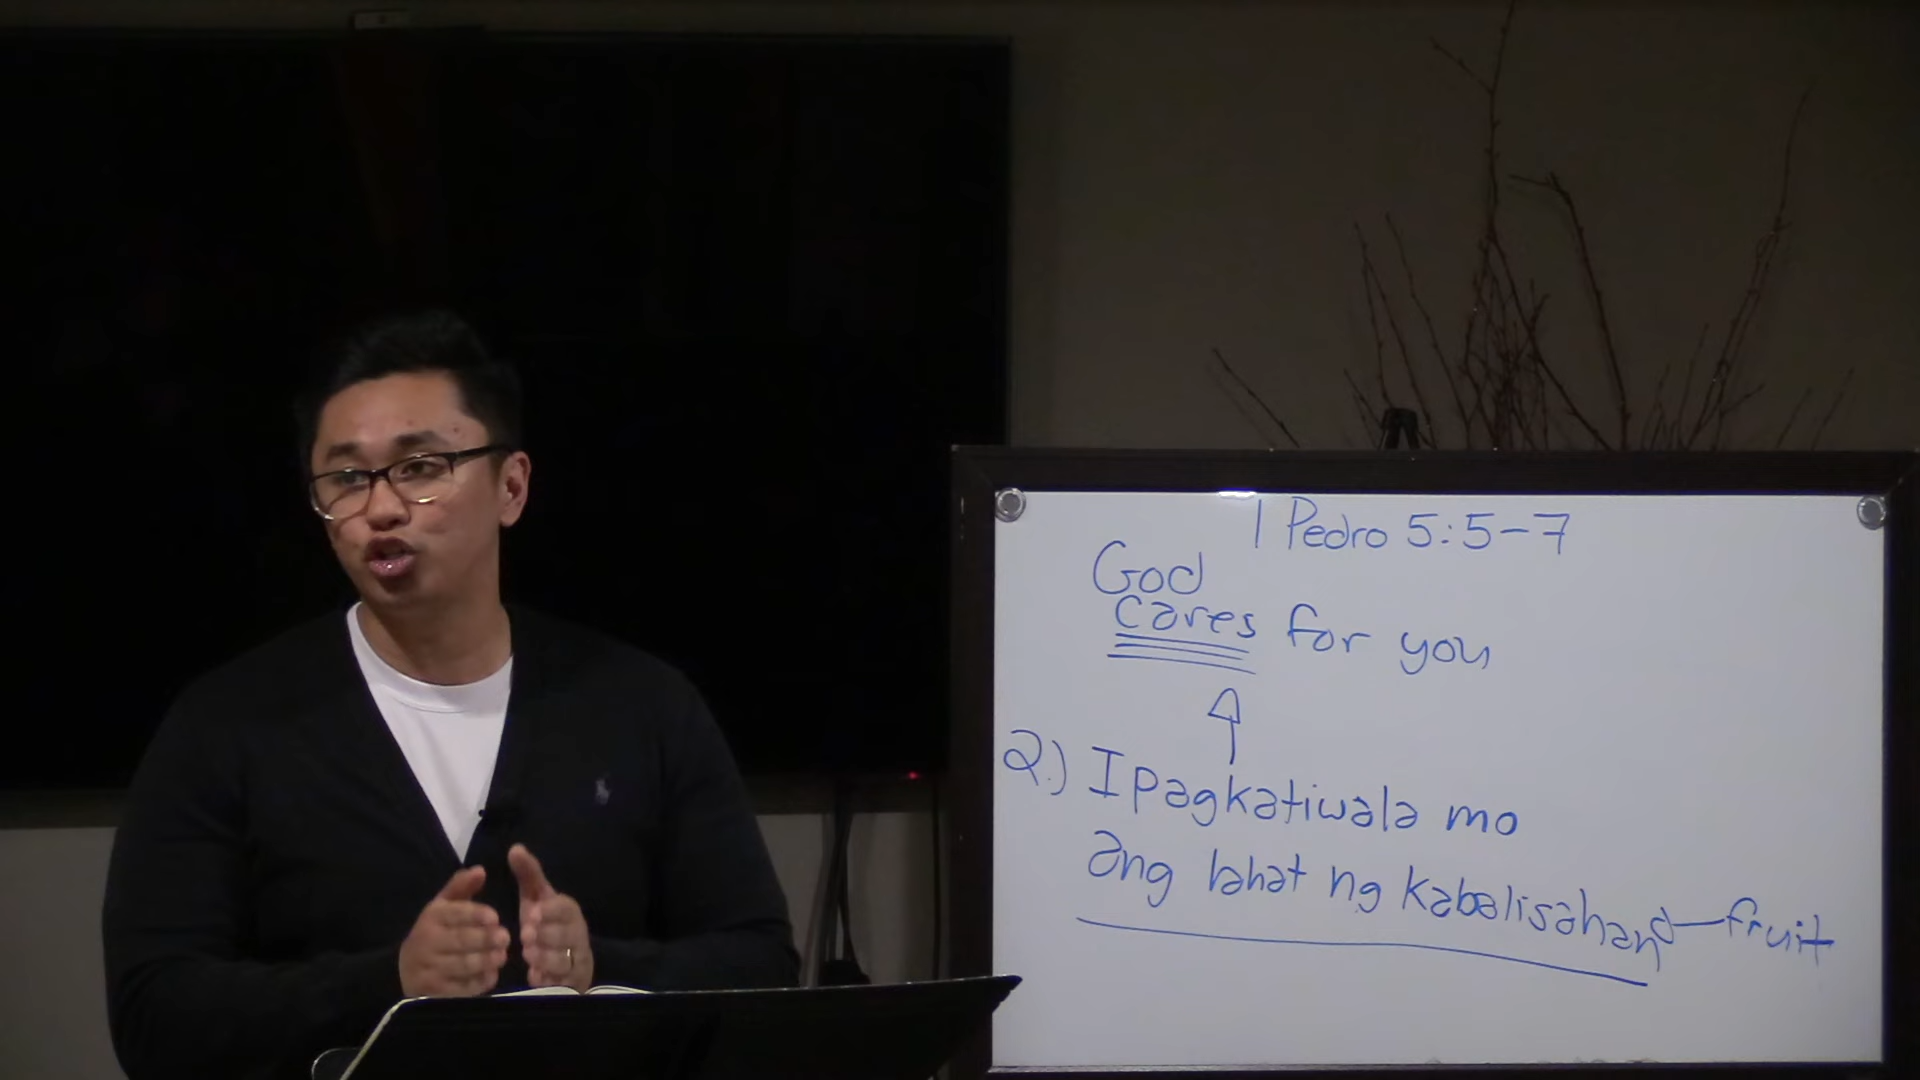 1 Pedro 5:5-7
God
cares for you
2.) Ipagkatiwala mo
ang lahat ng kabalisahan - fruit